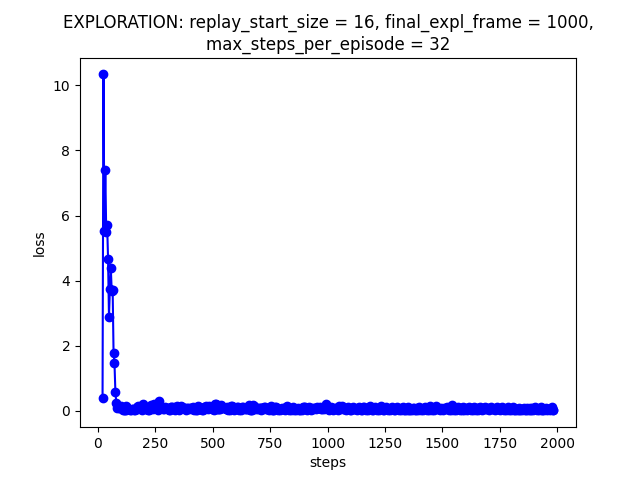 EXPLORATION: replay_start_size = 16, final_expl_frame = 1000,
max_steps_per_episode = 32
10
8
6
4
2
0
loss
0 250 500 750 1000 1250 1500 1750 2000
steps